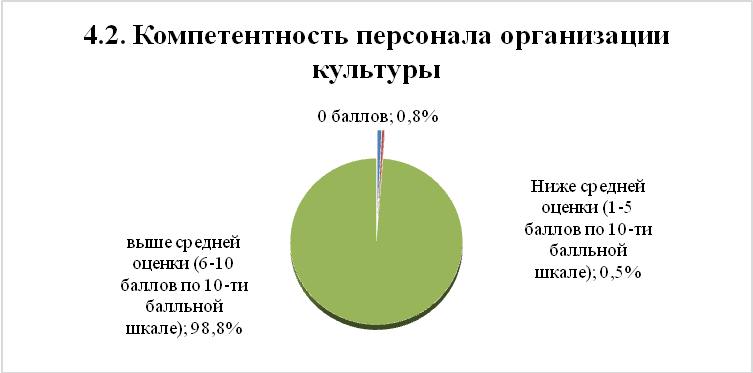 4.2. Компетентность персонала организации
культуры
0 баллов; 0,8%
Ниже средней
оценки (1-5
баллов по 10-ти
балльной
шкале); 0,5%
выше средней
оценки (6-10
баллов по 10-ти
балльной
шкале); 98,8%